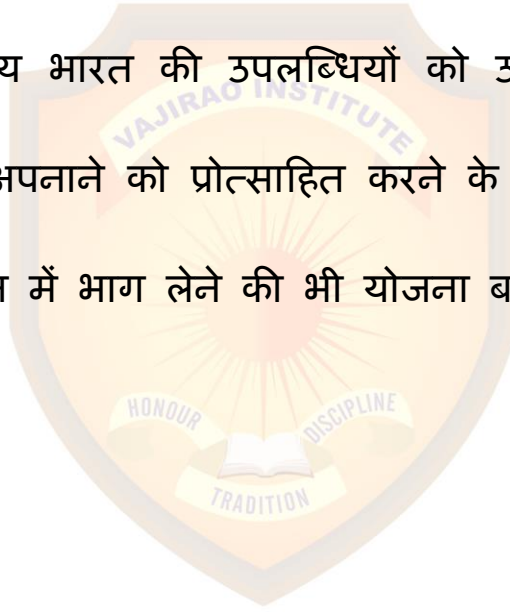 य भारत की उपलब्धियों को
अपनाने को प्रोत्साहित करने के
में भाग लेने की भी योजना
VAJIRAO INSTITUTE
HONOUR
DISCIPLINE
TRADITION